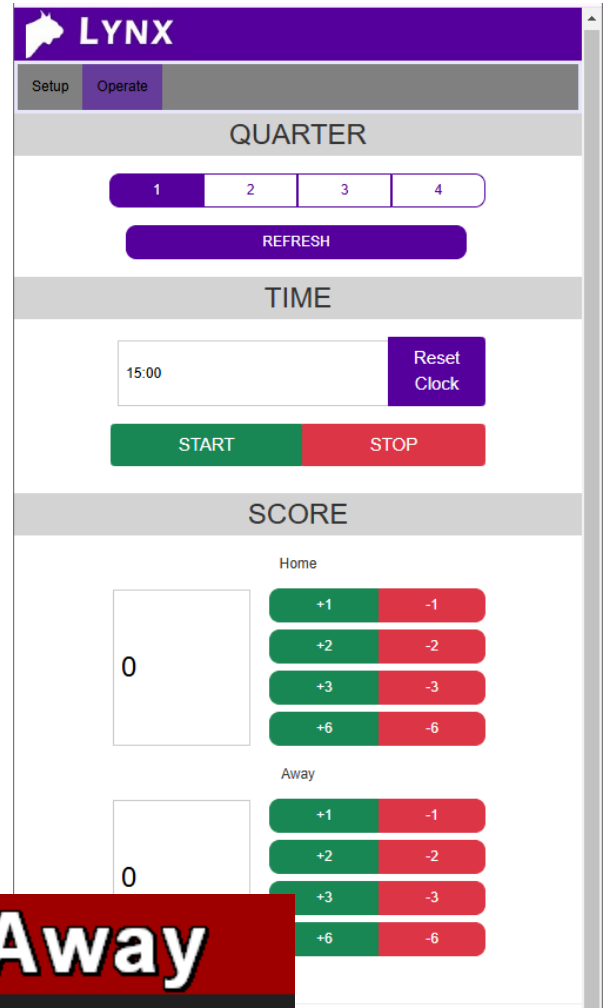 LYNX
Setup Operate
QUARTER
1 2 3 4
REFRESH
TIME
15:00 Reset Clock
START STOP
SCORE
Home
+1 -1
+2 -2
0
+3 -3
+6 -6
Away
+1 -1
+2 -2
0
+3 -3
+6 -6
Away